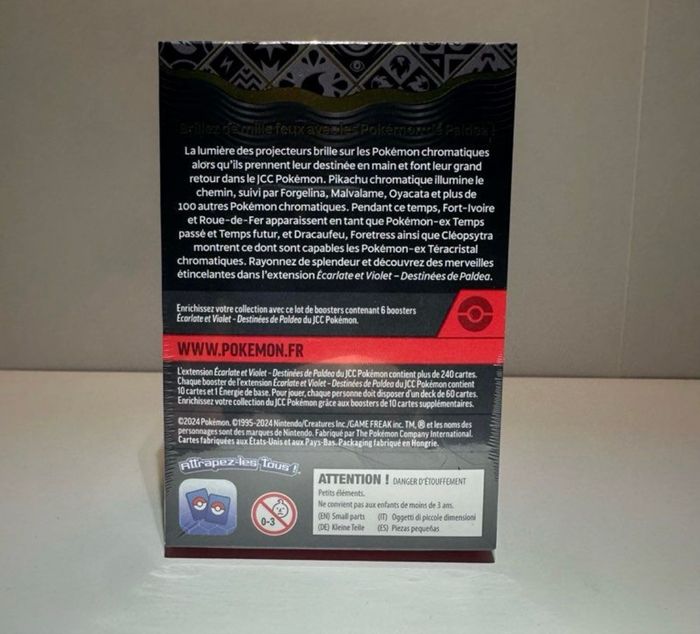 Brillez de mille feux avec les Pokémon de Paldea !
La lumière des projecteurs brille sur les Pokémon chromatiques
alors qu'ils prennent leur destinée en main et font leur grand
retour dans le JCC Pokémon. Pikachu chromatique illumine le
chemin, suivi par Forgelina, Malvalame, Oyacata et plus de
100 autres Pokémon chromatiques. Pendant ce temps, Fort-Ivoire
et Roue-de-Fer apparaissent en tant que Pokémon-ex Temps
passé et Temps futur, et Dracaufeu, Foretress ainsi que Cléopsytra
montrent ce dont sont capables les Pokémon-ex Téracristal
chromatiques. Rayonnez de splendeur et découvrez des merveilles
étincelantes dans l'extension Écarlate et Violet – Destinées de Paldea.
Enrichissez votre collection avec ce lot de boosters contenant 6 boosters
Écarlate et Violet – Destinées de Paldea du JCC Pokémon.
WWW.POKEMON.FR
L'extension Écarlate et Violet – Destinées de Paldea du JCC Pokémon contient plus de 240 cartes.
Chaque booster de l'extension Écarlate et Violet – Destinées de Paldea du JCC Pokémon contient
10 cartes et 1 Énergie de base. Pour jouer, chaque personne doit disposer d'un deck de 60 cartes.
Enrichissez votre collection du JCC Pokémon grâce aux boosters de 10 cartes supplémentaires.
©2024 Pokémon. ©1995-2024 Nintendo/Creatures Inc./GAME FREAK inc. TM, ® et les noms des
personnages sont des marques de Nintendo. Fabriqué par The Pokémon Company International.
Cartes fabriquées aux États-Unis et aux Pays-Bas. Packaging fabriqué en Hongrie.
Attrapez-les Tous !
0-3
ATTENTION ! DANGER D'ÉTOUFFEMENT
Petits éléments.
Ne convient pas aux enfants de moins de 3 ans.
(EN) Small parts (IT) Oggetti di piccole dimensioni
(DE) Kleine Teile (ES) Piezas pequeñas